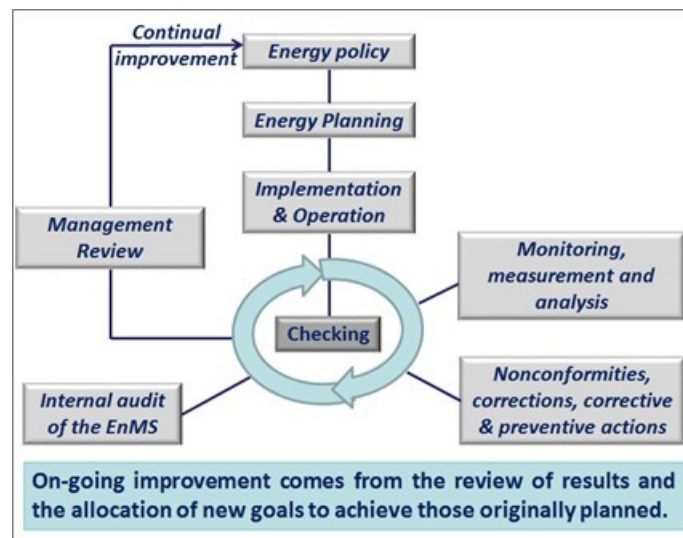 Continual
improvement
Energy policy
Energy Planning
Implementation
& Operation
Management
Review
Monitoring,
measurement and
analysis
Checking
Internal audit
of the EnMS
Nonconformities,
corrections, corrective
& preventive actions
On-going improvement comes from the review of results and
the allocation of new goals to achieve those originally planned.